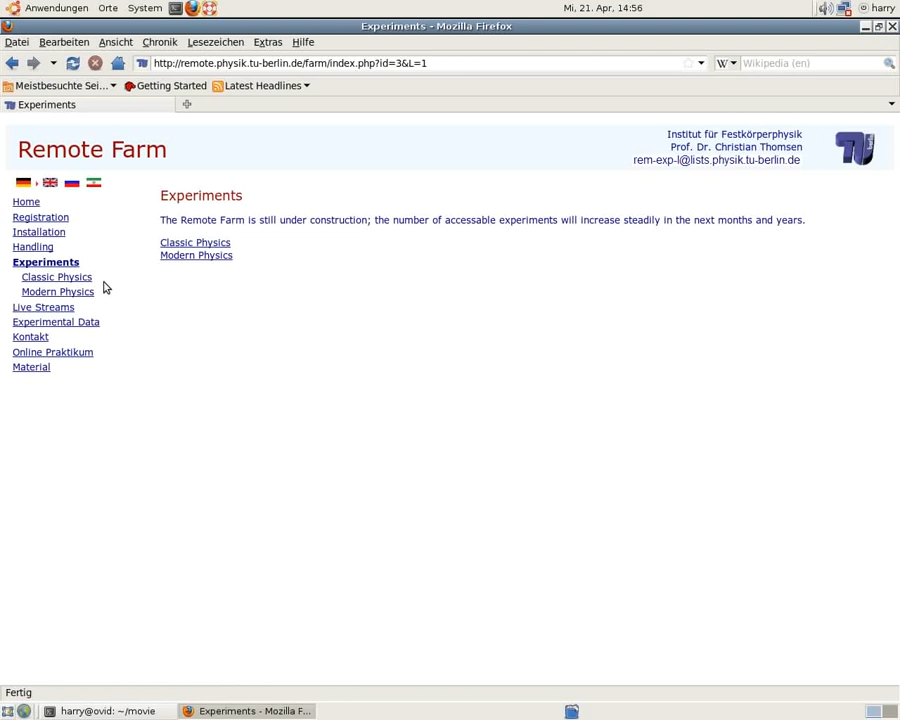 Anwendungen Orte System Mi, 21. Apr, 14:56 harry
Experiments - Mozilla Firefox
Datei Bearbeiten Ansicht Chronik Lesezeichen Extras Hilfe
http://remote.physik.tu-berlin.de/farm/index.php?id=3&L=1 W Wikipedia (en)
Meistbesuchte Sei... Getting Started Latest Headlines
Experiments
Remote Farm
Institut für Festkörperphysik
Prof. Dr. Christian Thomsen
rem-exp-l@lists.physik.tu-berlin.de
Home
Registration
Installation
Handling
Experiments
Classic Physics
Modern Physics
Live Streams
Experimental Data
Kontakt
Online Praktikum
Material
Experiments
The Remote Farm is still under construction; the number of accessable experiments will increase steadily in the next months and years.
Classic Physics
Modern Physics
Fertig
harry@ovid: ~/movie Experiments - Mozilla F...